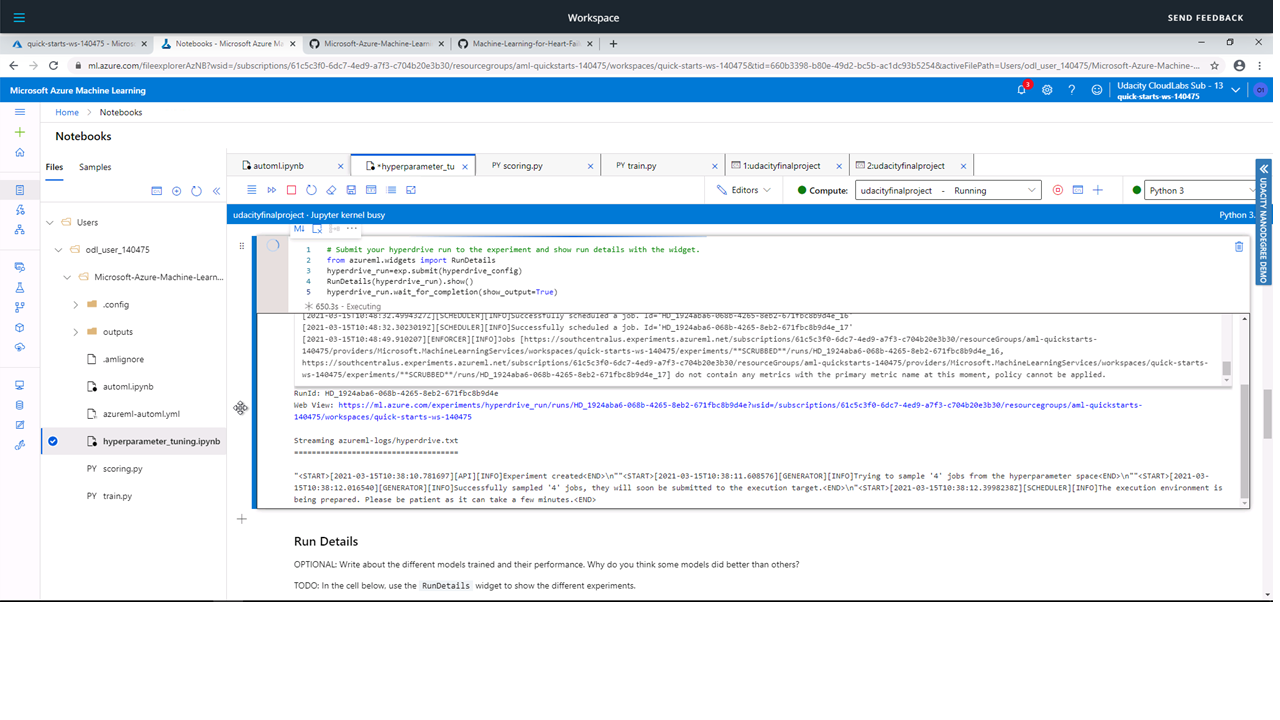 Workspace
SEND FEEDBACK
quick-starts-ws-140475 - Microso
Notebooks - Microsoft Azure Ma
Microsoft-Azure-Machine-Learn
Machine-Learning-for-Heart-Fail
ml.azure.com/fileexplorerAzNB?wsid=/subscriptions/61c5c3f0-6dc7-4ed9-a7f3-c704b20e3b30/resourcegroups/aml-quickstarts-140475/workspaces/quick-starts-ws-140475&tid=660b3398-b80e-49d2-bc5b-ac1dc93b5254&activeFilePath=Users/odl_user_140475/Microsoft-Azure-Machine-...
Microsoft Azure Machine Learning
3
Udacity CloudLabs Sub - 13
quick-starts-ws-140475
O1
Home > Notebooks
Notebooks
Files
Samples
automl.ipynb
*hyperparameter_tu
scoring.py
PY train.py
1:udacityfinalproject
2:udacityfinalproject
Editors
Compute:
udacityfinalproject - Running
Python 3
udacityfinalproject · Jupyter kernel busy
Python 3.
UDACITY NANODEGREE DEMO
Users
odl_user_140475
Microsoft-Azure-Machine-Learn...
.config
outputs
.amlignore
automl.ipynb
azureml-automl.yml
hyperparameter_tuning.ipynb
PY scoring.py
PY train.py
M↓
1 # Submit your hyperdrive run to the experiment and show run details with the widget.
2 from azureml.widgets import RunDetails
3 hyperdrive_run=exp.submit(hyperdrive_config)
4 RunDetails(hyperdrive_run).show()
5 hyperdrive_run.wait_for_completion(show_output=True)
650.3s - Executing
[2021-03-15T10:48:32.499432Z][SCHEDULER][INFO]Successfully scheduled a job. Id='HD_1924aba6-068b-4265-8eb2-671fbc8b9d4e_16'
[2021-03-15T10:48:32.302301​9Z][SCHEDULER][INFO]Successfully scheduled a job. Id='HD_1924aba6-068b-4265-8eb2-671fbc8b9d4e_17'
[2021-03-15T10:48:49.910207][ENFORCER][INFO]Jobs [https://southcentralus.experiments.azureml.net/subscriptions/61c5c3f0-6dc7-4ed9-a7f3-c704b20e3b30/resourceGroups/aml-quickstarts-
140475/providers/Microsoft.MachineLearningServices/workspaces/quick-starts-ws-140475/experiments/**SCRUBBED**/runs/HD_1924aba6-068b-4265-8eb2-671fbc8b9d4e_16,
https://southcentralus.experiments.azureml.net/subscriptions/61c5c3f0-6dc7-4ed9-a7f3-c704b20e3b30/resourceGroups/aml-quickstarts-140475/providers/Microsoft.MachineLearningServices/workspaces/quick-starts-
ws-140475/experiments/**SCRUBBED**/runs/HD_1924aba6-068b-4265-8eb2-671fbc8b9d4e_17] do not contain any metrics with the primary metric name at this moment, policy cannot be applied.
RunId: HD_1924aba6-068b-4265-8eb2-671fbc8b9d4e
Web View: https://ml.azure.com/experiments/hyperdrive_run/runs/HD_1924aba6-068b-4265-8eb2-671fbc8b9d4e?wsid=/subscriptions/61c5c3f0-6dc7-4ed9-a7f3-c704b20e3b30/resourcegroups/aml-quickstarts-
140475/workspaces/quick-starts-ws-140475
Streaming azureml-logs/hyperdrive.txt
=====================================
"<START>[2021-03-15T10:38:10.781697][API][INFO]Experiment created<END>\n""<START>[2021-03-15T10:38:11.608576][GENERATOR][INFO]Trying to sample '4' jobs from the hyperparameter space<END>\n""<START>[2021-03-
15T10:38:12.016540][GENERATOR][INFO]Successfully sampled '4' jobs, they will soon be submitted to the execution target.<END>\n"<START>[2021-03-15T10:38:12.3998238Z][SCHEDULER][INFO]The execution environment is
being prepared. Please be patient as it can take a few minutes.<END>
Run Details
OPTIONAL: Write about the different models trained and their performance. Why do you think some models did better than others?
TODO: In the cell below, use the RunDetails widget to show the different experiments.